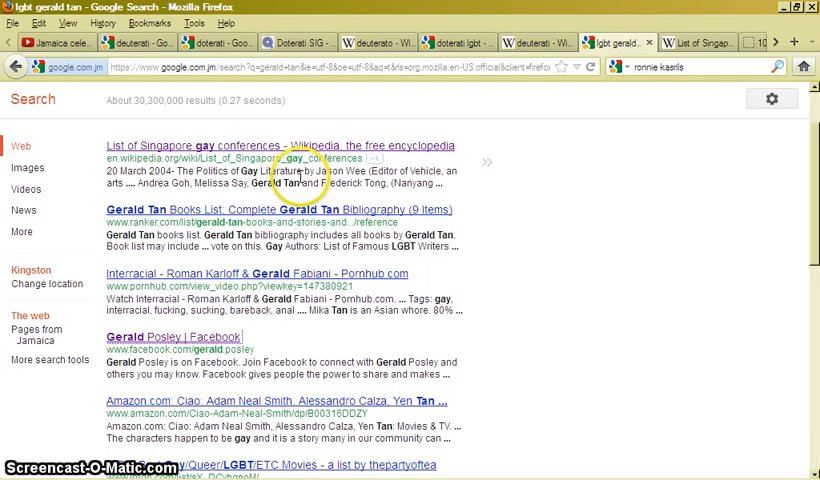 lgbt gerald tan - Google Search - Mozilla Firefox
File Edit View History Bookmarks Tools Help
Jamaica cele... deuterati - Go... doterati - Goo... Doterati SIG - ... deuterato - Wi... doterati lgbt - ... deuterati - Wi... lgbt gerald... List of Singap... 10
google.com.jm https://www.google.com.jm/search?q=gerald+tan&ie=utf-8&oe=utf-8&aq=t&rls=org.mozilla:en-US:official&client=firefo ronnie kasrils
Search About 30,300,000 results (0.27 seconds)
Web
Images
Videos
News
More
Kingston
Change location
The web
Pages from
Jamaica
More search tools
List of Singapore gay conferences - Wikipedia, the free encyclopedia
en.wikipedia.org/wiki/List_of_Singapore_gay_conferences +1
20 March 2004- The Politics of Gay Literature by Jason Wee (Editor of Vehicle, an
arts .... Andrea Goh, Melissa Say, Gerald Tan and Frederick Tong, (Nanyang ...
Gerald Tan Books List: Complete Gerald Tan Bibliography (9 Items)
www.ranker.com/list/gerald-tan-books-and-stories-and.../reference
Gerald Tan books list. Gerald Tan bibliography includes all books by Gerald Tan.
Book list may include ... vote on this. Gay Authors: List of Famous LGBT Writers ...
Interracial - Roman Karloff & Gerald Fabiani - Pornhub.com
www.pornhub.com/view_video.php?viewkey=147380921
Watch Interracial - Roman Karloff & Gerald Fabiani - Pornhub.com. ... Tags: gay,
interracial, fucking, sucking, bareback, anal .... Mika Tan is an Asian whore. 80% ...
Gerald Posley | Facebook
www.facebook.com/gerald.posley
Gerald Posley is on Facebook. Join Facebook to connect with Gerald Posley and
others you may know. Facebook gives people the power to share and makes ...
Amazon.com: Ciao: Adam Neal Smith, Alessandro Calza, Yen Tan ...
www.amazon.com/Ciao-Adam-Neal-Smith/dp/B00316DDZY
Amazon.com: Ciao: Adam Neal Smith, Alessandro Calza, Yen Tan: Movies & TV. ...
The characters happen to be gay and it is a story many in our community can ...
/Queer/LGBT/ETC Movies - a list by thepartyoftea
Screencast-O-Matic.com